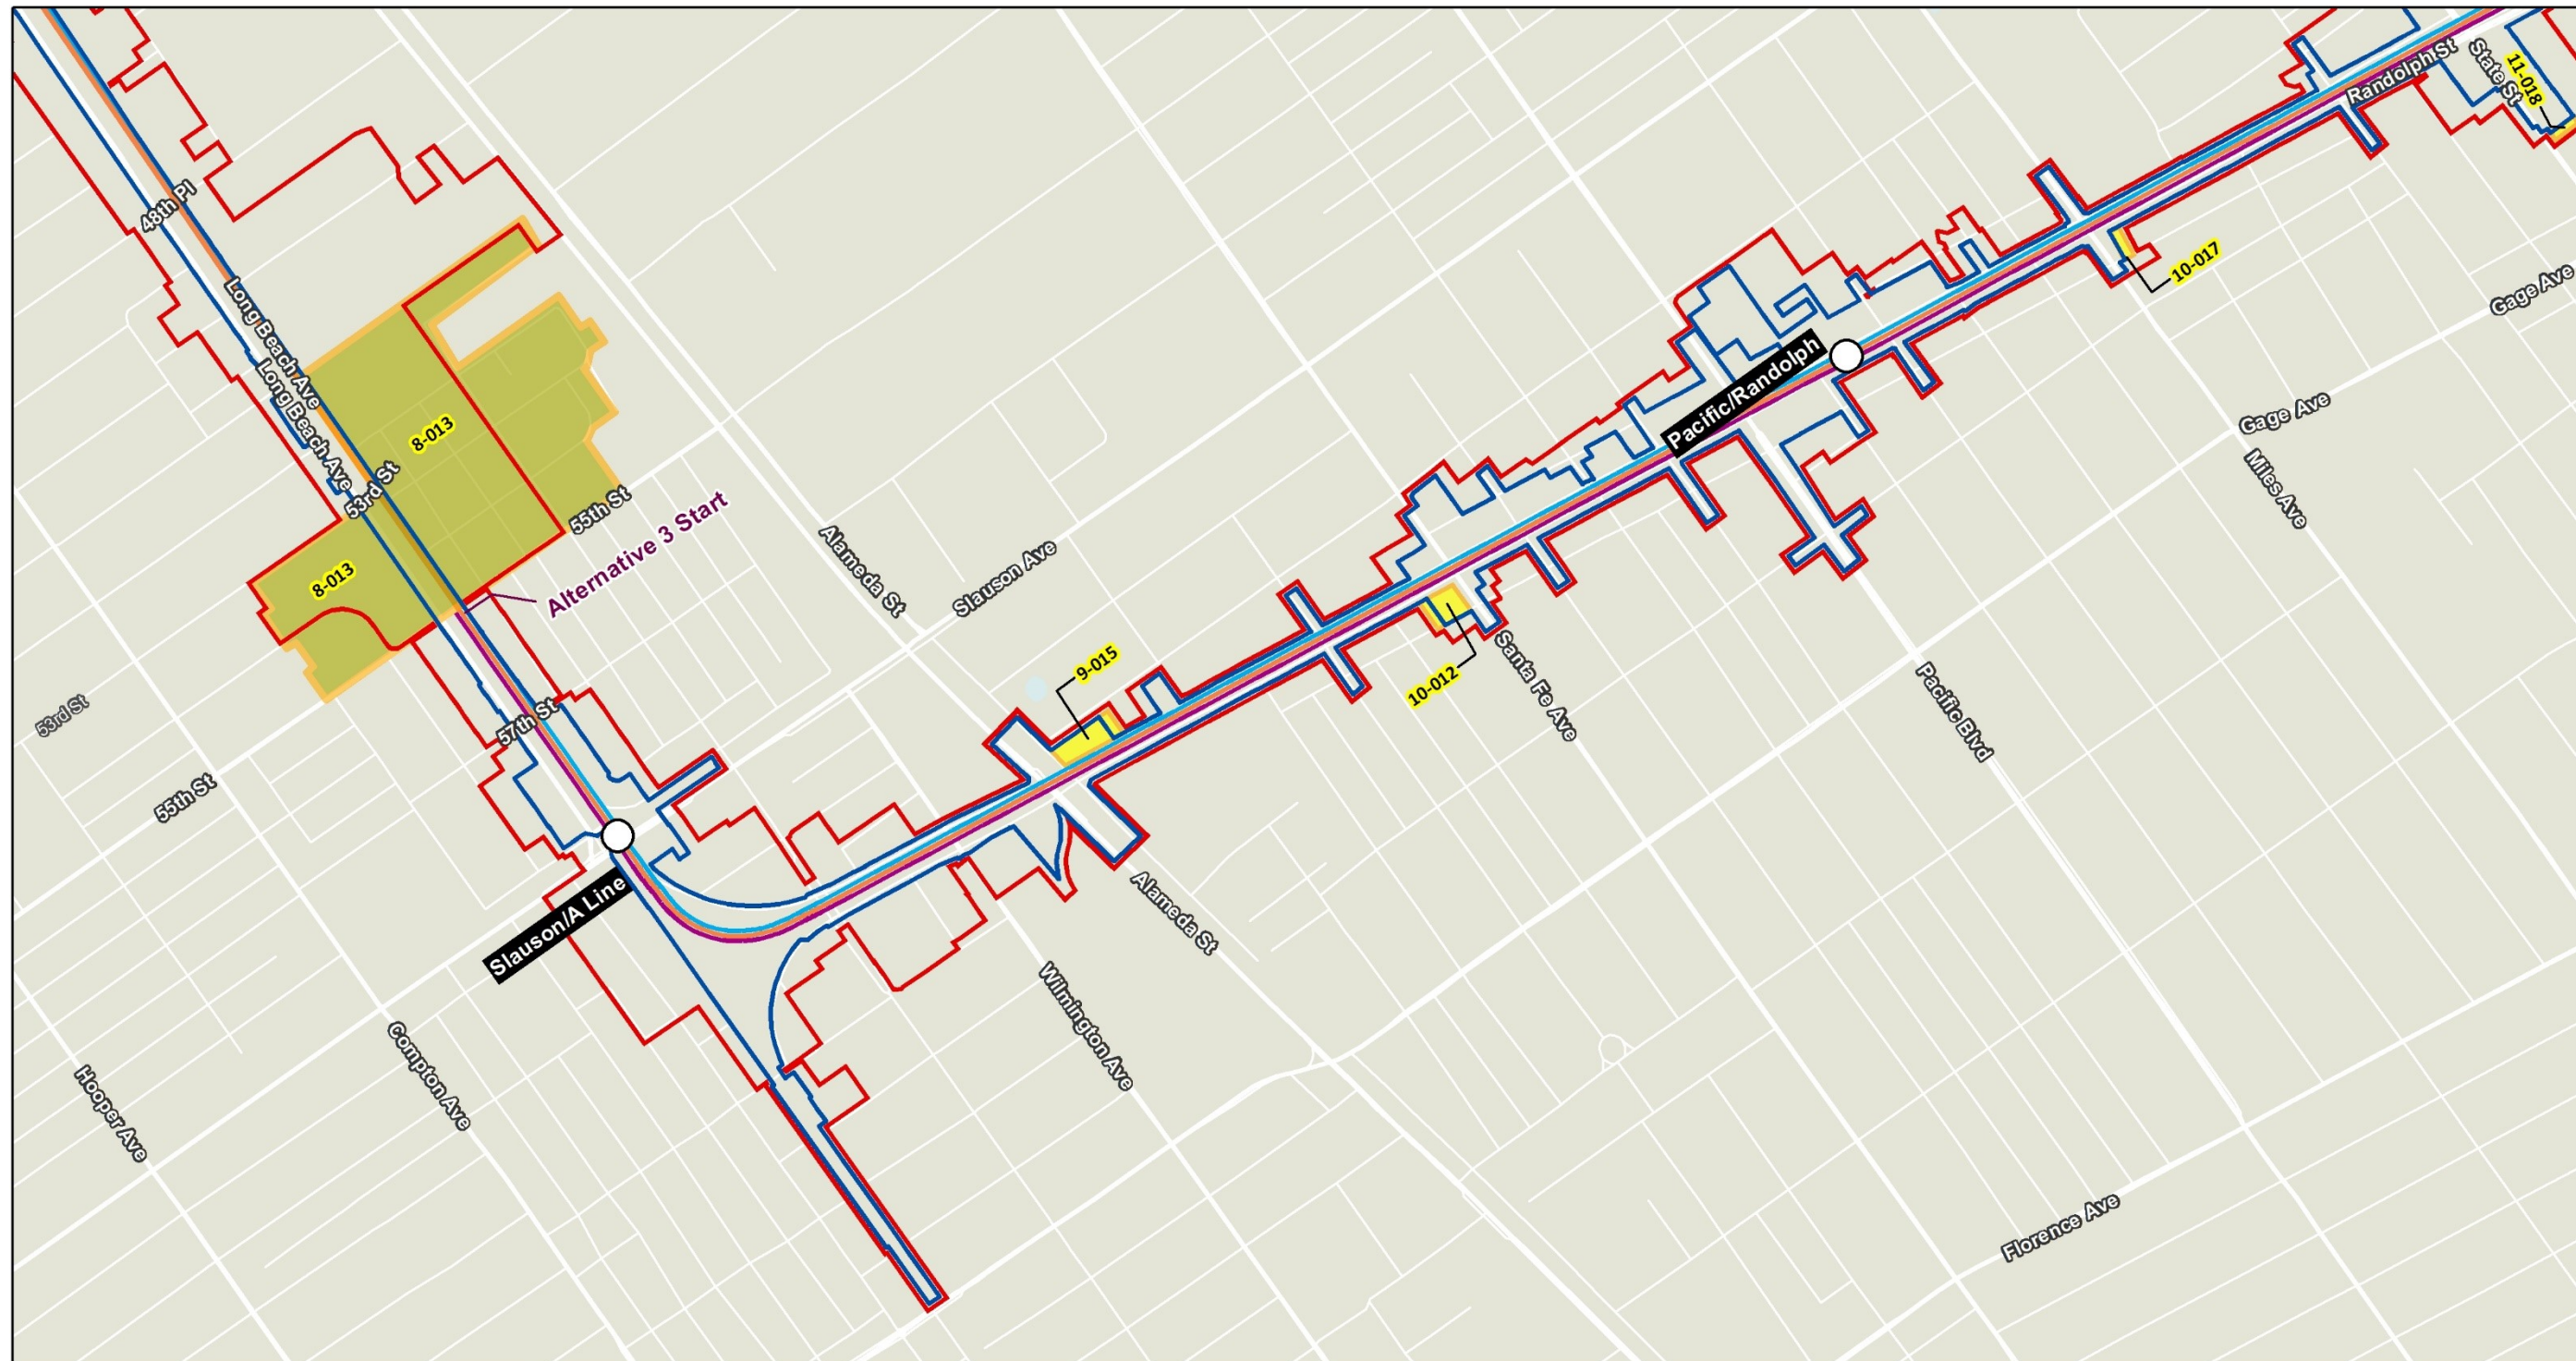 Randolph St
State St
11-018
48th Pl
10-017
Gage Ave
Long Beach Ave
Long Beach Ave
8-013
Pacific/Randolph
Gage Ave
53rd St
55th St
Miles Ave
Alternative 3 Start
Alameda St
Slauson Ave
8-013
9-015
10-012
Santa Fe Ave
53rd St
57th St
Pacific Blvd
55th St
Slauson/A Line
Alameda St
Wilmington Ave
Compton Ave
Hooper Ave
Florence Ave